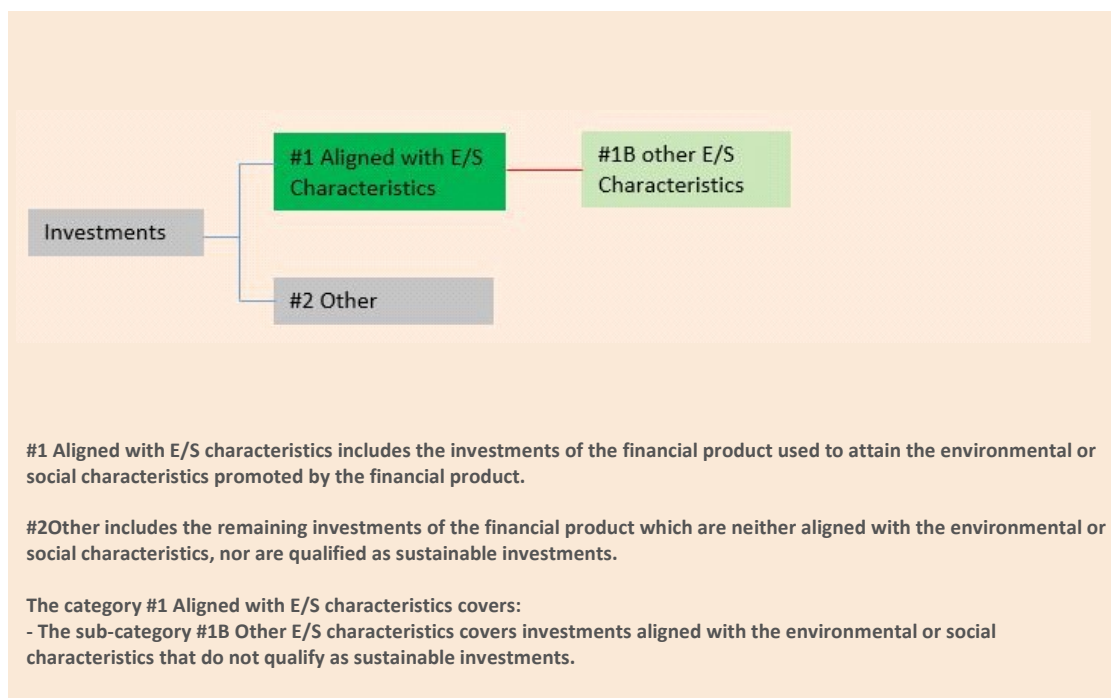 #1 Aligned with E/S
Characteristics
#1B other E/S
Characteristics
Investments
#2 Other
#1 Aligned with E/S characteristics includes the investments of the financial product used to attain the environmental or
social characteristics promoted by the financial product.
#2Other includes the remaining investments of the financial product which are neither aligned with the environmental or
social characteristics, nor are qualified as sustainable investments.
The category #1 Aligned with E/S characteristics covers:
- The sub-category #1B Other E/S characteristics covers investments aligned with the environmental or social
characteristics that do not qualify as sustainable investments.